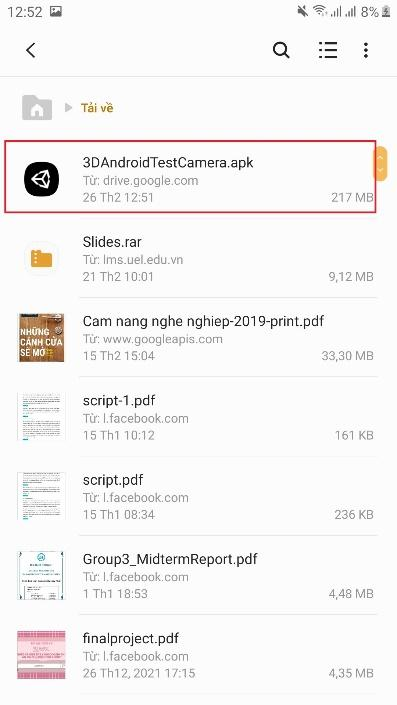 12:52
8%
Tải về
3DAndroidTestCamera.apk
Từ: drive.google.com
26 Th2 12:51
217 MB
Slides.rar
Từ: lms.uel.edu.vn
21 Th2 10:01
9,12 MB
NHỮNG
CÁNH CỬA
SẼ MỞ
Cam nang nghe nghiep-2019-print.pdf
Từ: www.googleapis.com
15 Th2 15:04
33,30 MB
script-1.pdf
Từ: l.facebook.com
15 Th1 10:12
161 KB
script.pdf
Từ: l.facebook.com
15 Th1 08:34
236 KB
Group3_MidtermReport.pdf
Từ: l.facebook.com
1 Th1 18:53
4,48 MB
finalproject.pdf
Từ: l.facebook.com
26 Th12, 2021 17:15
4,35 MB